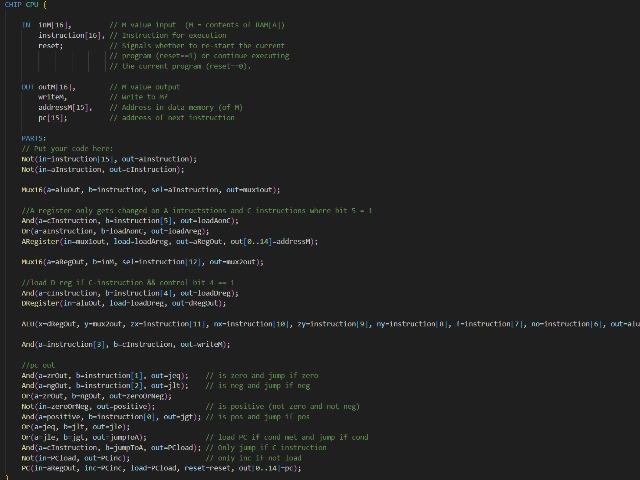 CHIP CPU {
IN inM[16], // M value input (M = contents of RAM[A])
instruction[16], // Instruction for execution
reset; // Signals whether to re-start the current
// program (reset==1) or continue executing
// the current program (reset==0).
OUT outM[16], // M value output
writeM, // Write to M?
addressM[15], // Address in data memory (of M)
pc[15]; // address of next instruction
PARTS:
// Put your code here:
Not(in=instruction[15], out=aInstruction);
Not(in=aInstruction, out=cInstruction);
Mux16(a=aluOut, b=instruction, sel=aInstruction, out=mux1out);
//A register only gets changed on A intructstions and C instructions where bit 5 = 1
And(a=cInstruction, b=instruction[5], out=loadAonC);
Or(a=aInstruction, b=loadAonC, out=loadAreg);
ARegister(in=mux1out, load=loadAreg, out=aRegOut, out[0..14]=addressM);
Mux16(a=aRegOut, b=inM, sel=instruction[12], out=mux2out);
//load D reg if C-instruction && control bit 4 == 1
And(a=cInstruction, b=instruction[4], out=loadDreg);
DRegister(in=aluOut, load=loadDreg, out=dRegOut);
ALU(x=dRegOut, y=mux2out, zx=instruction[11], nx=instruction[10], zy=instruction[9], ny=instruction[8], f=instruction[7], no=instruction[6], out=alu
And(a=instruction[3], b=cInstruction, out=writeM);
//pc out
And(a=zrOut, b=instruction[1], out=jeq); // is zero and jump if zero
And(a=ngOut, b=instruction[2], out=jlt); // is neg and jump if neg
Or(a=zrOut, b=ngOut, out=zeroOrNeg);
Not(in=zeroOrNeg, out=positive); // is positive (not zero and not neg)
And(a=positive, b=instruction[0], out=jgt); // is pos and jump if pos
Or(a=jeq, b=jlt, out=jle);
Or(a=jle, b=jgt, out=jumpToA); // load PC if cond met and jump if cond
And(a=cInstruction, b=jumpToA, out=PCload); // Only jump if C instruction
Not(in=PCload, out=PCinc); // only inc if not load
PC(in=aRegOut, inc=PCinc, load=PCload, reset=reset, out[0..14]=pc);
}